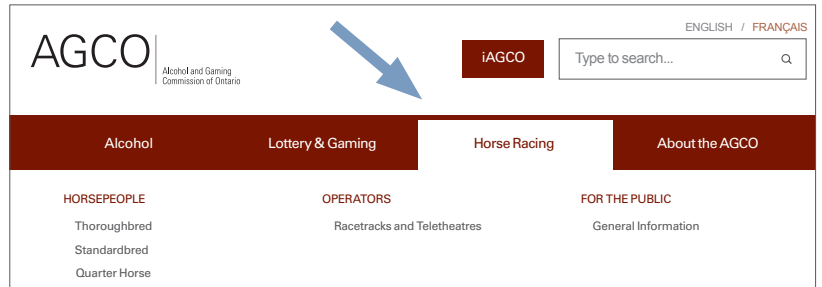 ENGLISH / FRANÇAIS
AGCO
Alcohol and Gaming
Commission of Ontario
iAGCO
Type to search...
Alcohol
Lottery & Gaming
Horse Racing
About the AGCO
HORSEPEOPLE
OPERATORS
FOR THE PUBLIC
Thoroughbred
Racetracks and Teletheatres
General Information
Standardbred
Quarter Horse